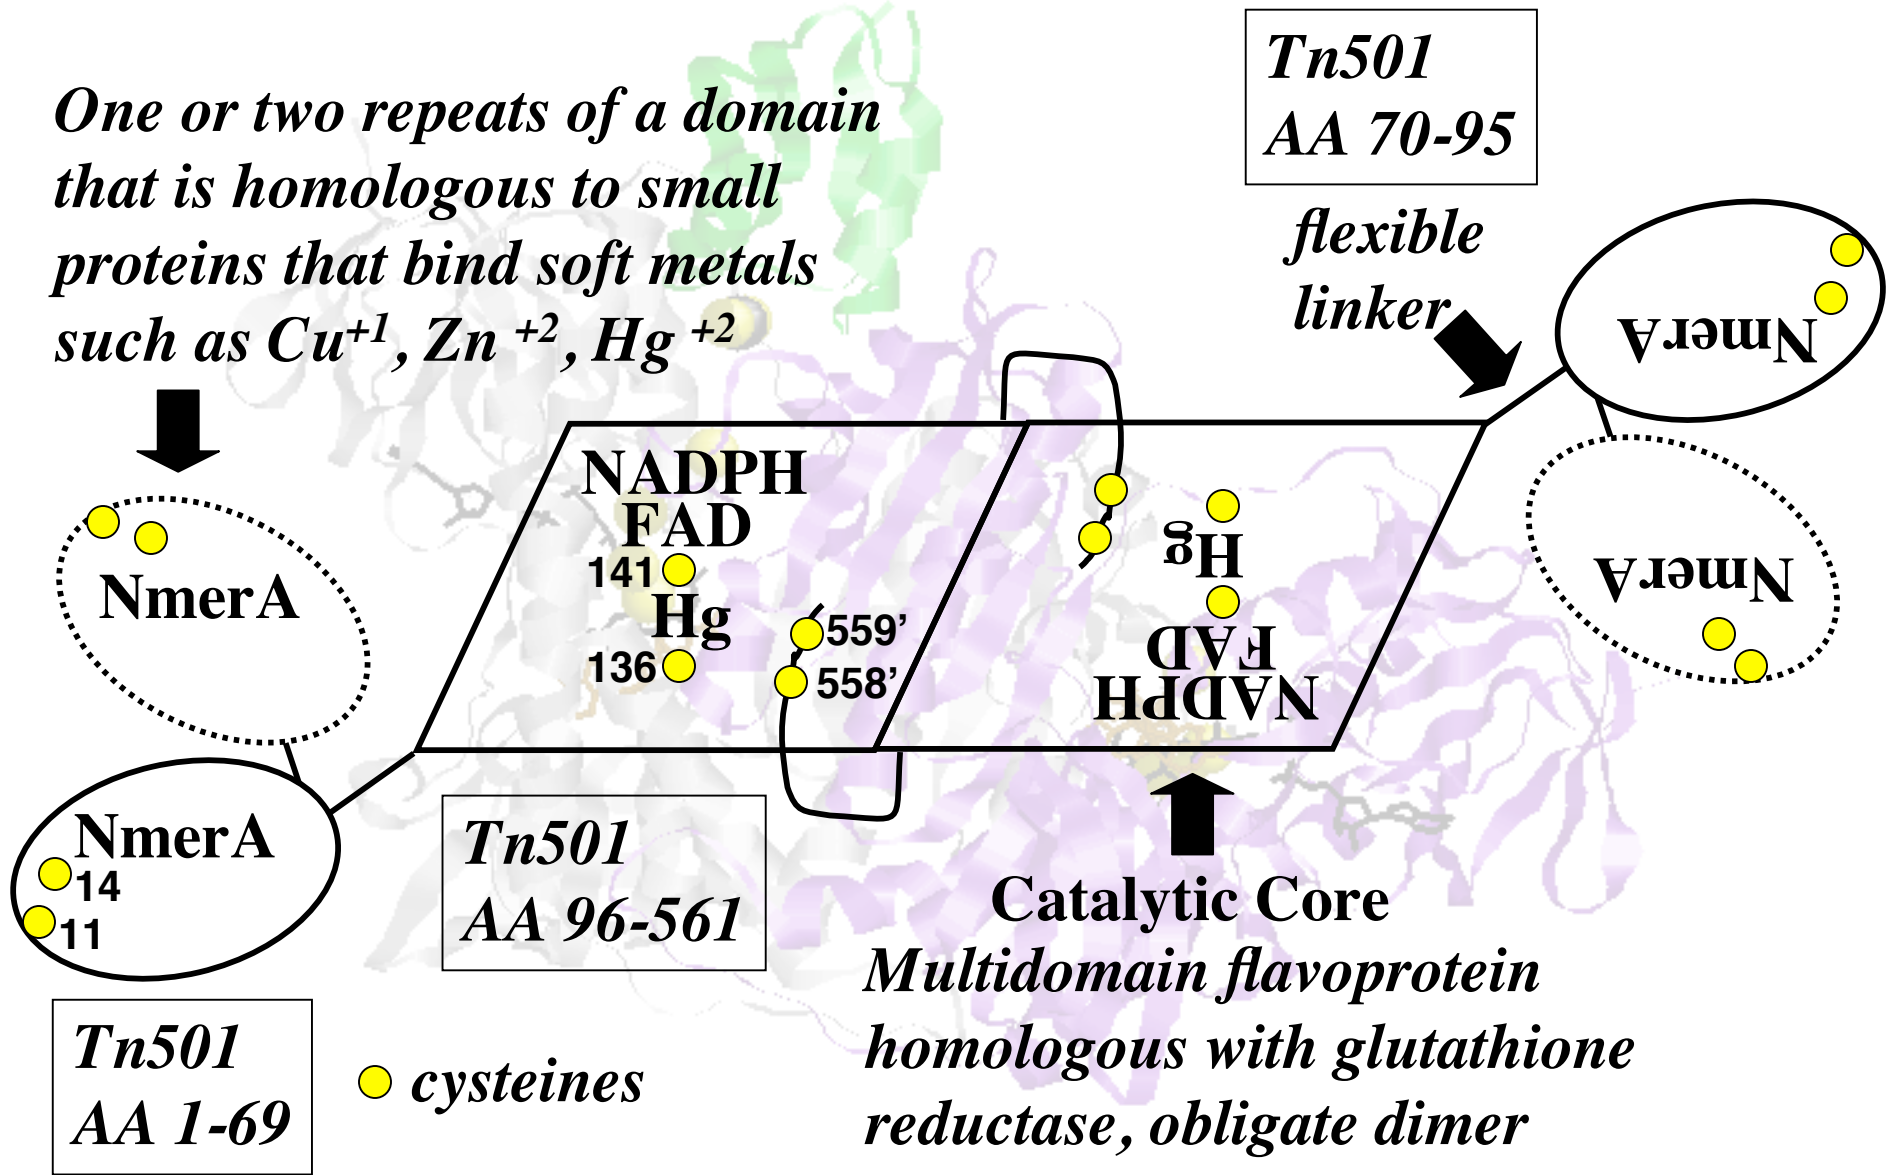 One or two repeats of a domain
that is homologous to small
proteins that bind soft metals
such as Cu+1, Zn +2, Hg +2
Tn501
AA 70-95
flexible
linker
NmerA
NmerA
NADPH
FAD
141
Hg
136
559’
558’
Hg
FAD
NADPH
NmerA
NmerA
14
11
Tn501
AA 96-561
Catalytic Core
Multidomain flavoprotein
homologous with glutathione
reductase, obligate dimer
Tn501
AA 1-69
cysteines